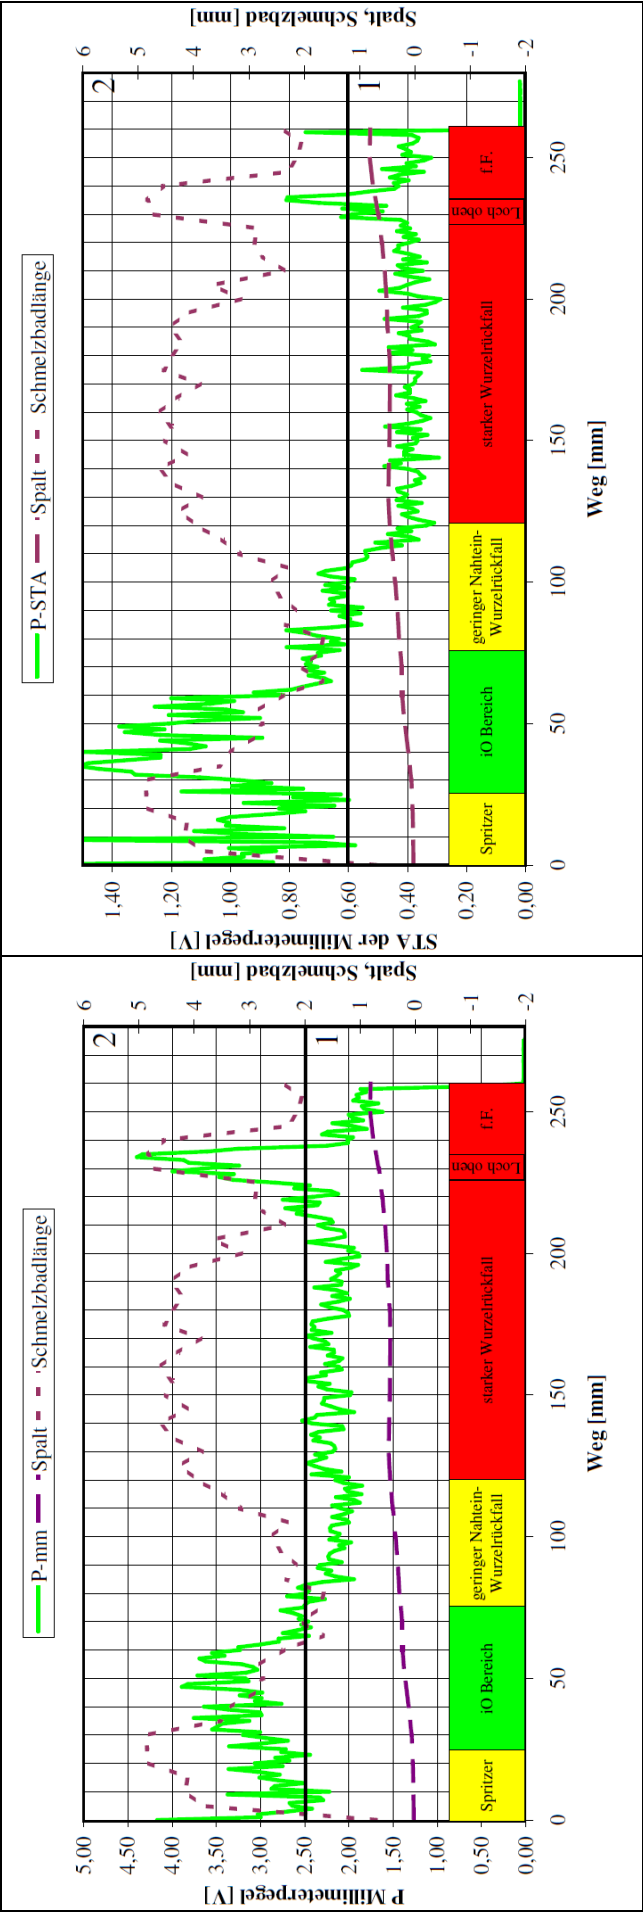 P-mm
Spalt
Schmelzbadlänge
P Millimeterpegel [V]
5,00
4,50
4,00
3,50
3,00
2,50
2,00
1,50
1,00
0,50
0,00
Spalt, Schmelzbad [mm]
6
5
4
3
2
1
0
-1
-2
2
1
Spritzer
iO Bereich
geringer Nahtein-
Wurzelrückfall
starker Wurzelrückfall
Loch oben
f.F.
0
50
100
150
200
250
Weg [mm]
P-STA
Spalt
Schmelzbadlänge
STA der Millimeterpegel [V]
1,40
1,20
1,00
0,80
0,60
0,40
0,20
0,00
Spalt, Schmelzbad [mm]
6
5
4
3
2
1
0
-1
-2
2
1
Spritzer
iO Bereich
geringer Nahtein-
Wurzelrückfall
starker Wurzelrückfall
Loch oben
f.F.
0
50
100
150
200
250
Weg [mm]